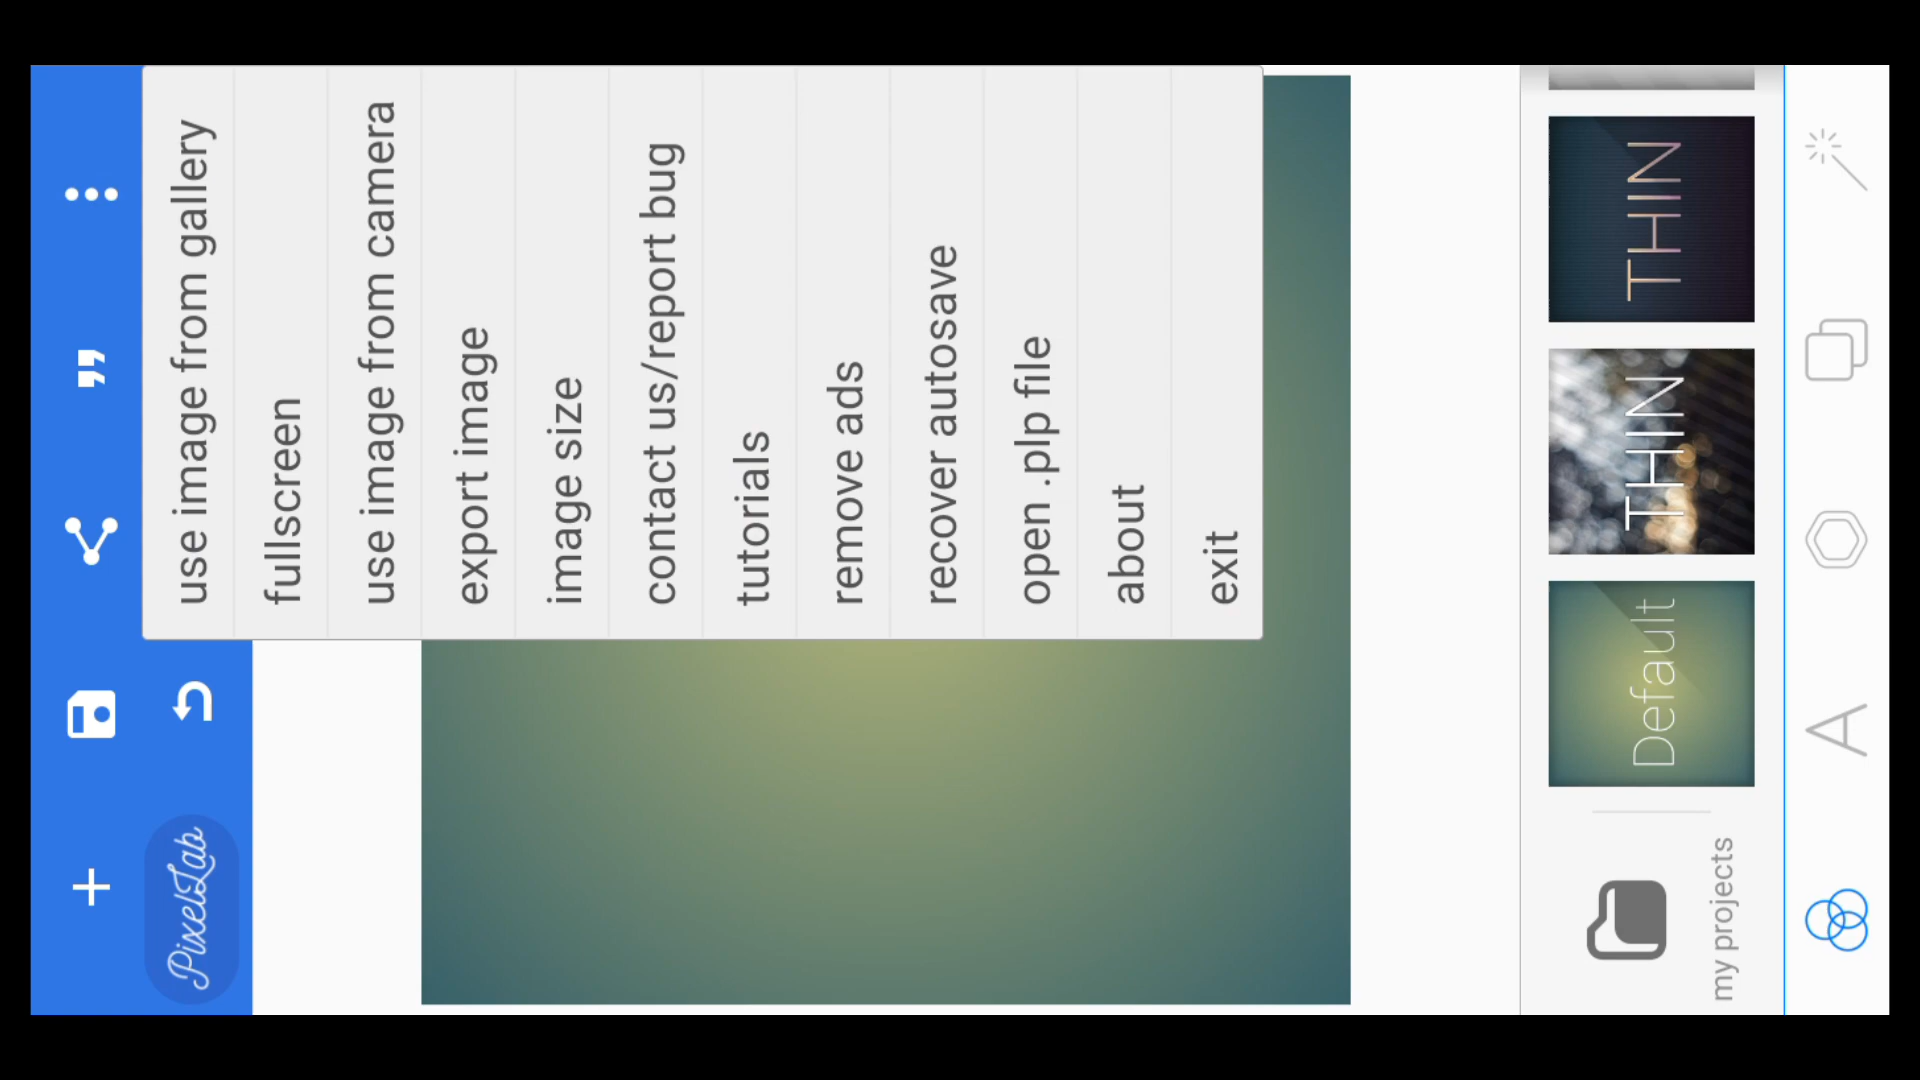 PixelLab
use image from gallery
fullscreen
use image from camera
export image
image size
contact us/report bug
tutorials
remove ads
recover autosave
open .plp file
about
exit
my projects
Default
THIN
THIN
A